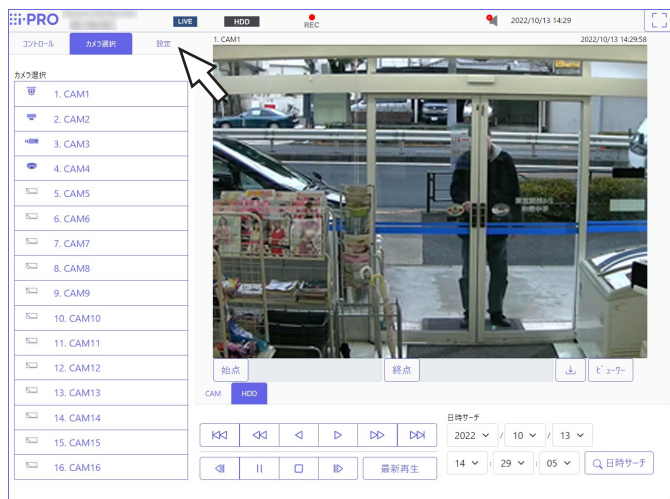 i-PRO
LIVE
HDD
REC
2022/10/13 14:29
コントロール
カメラ選択
設定
1. CAM1
2022/10/13 14:29:58
カメラ選択
1. CAM1
2. CAM2
3. CAM3
4. CAM4
5. CAM5
6. CAM6
7. CAM7
8. CAM8
9. CAM9
10. CAM10
11. CAM11
12. CAM12
13. CAM13
14. CAM14
15. CAM15
16. CAM16
始点
終点
ビューワー
CAM
HDD
最新再生
日時サーチ
2022 / 10 / 13
14 : 29 : 05
日時サーチ